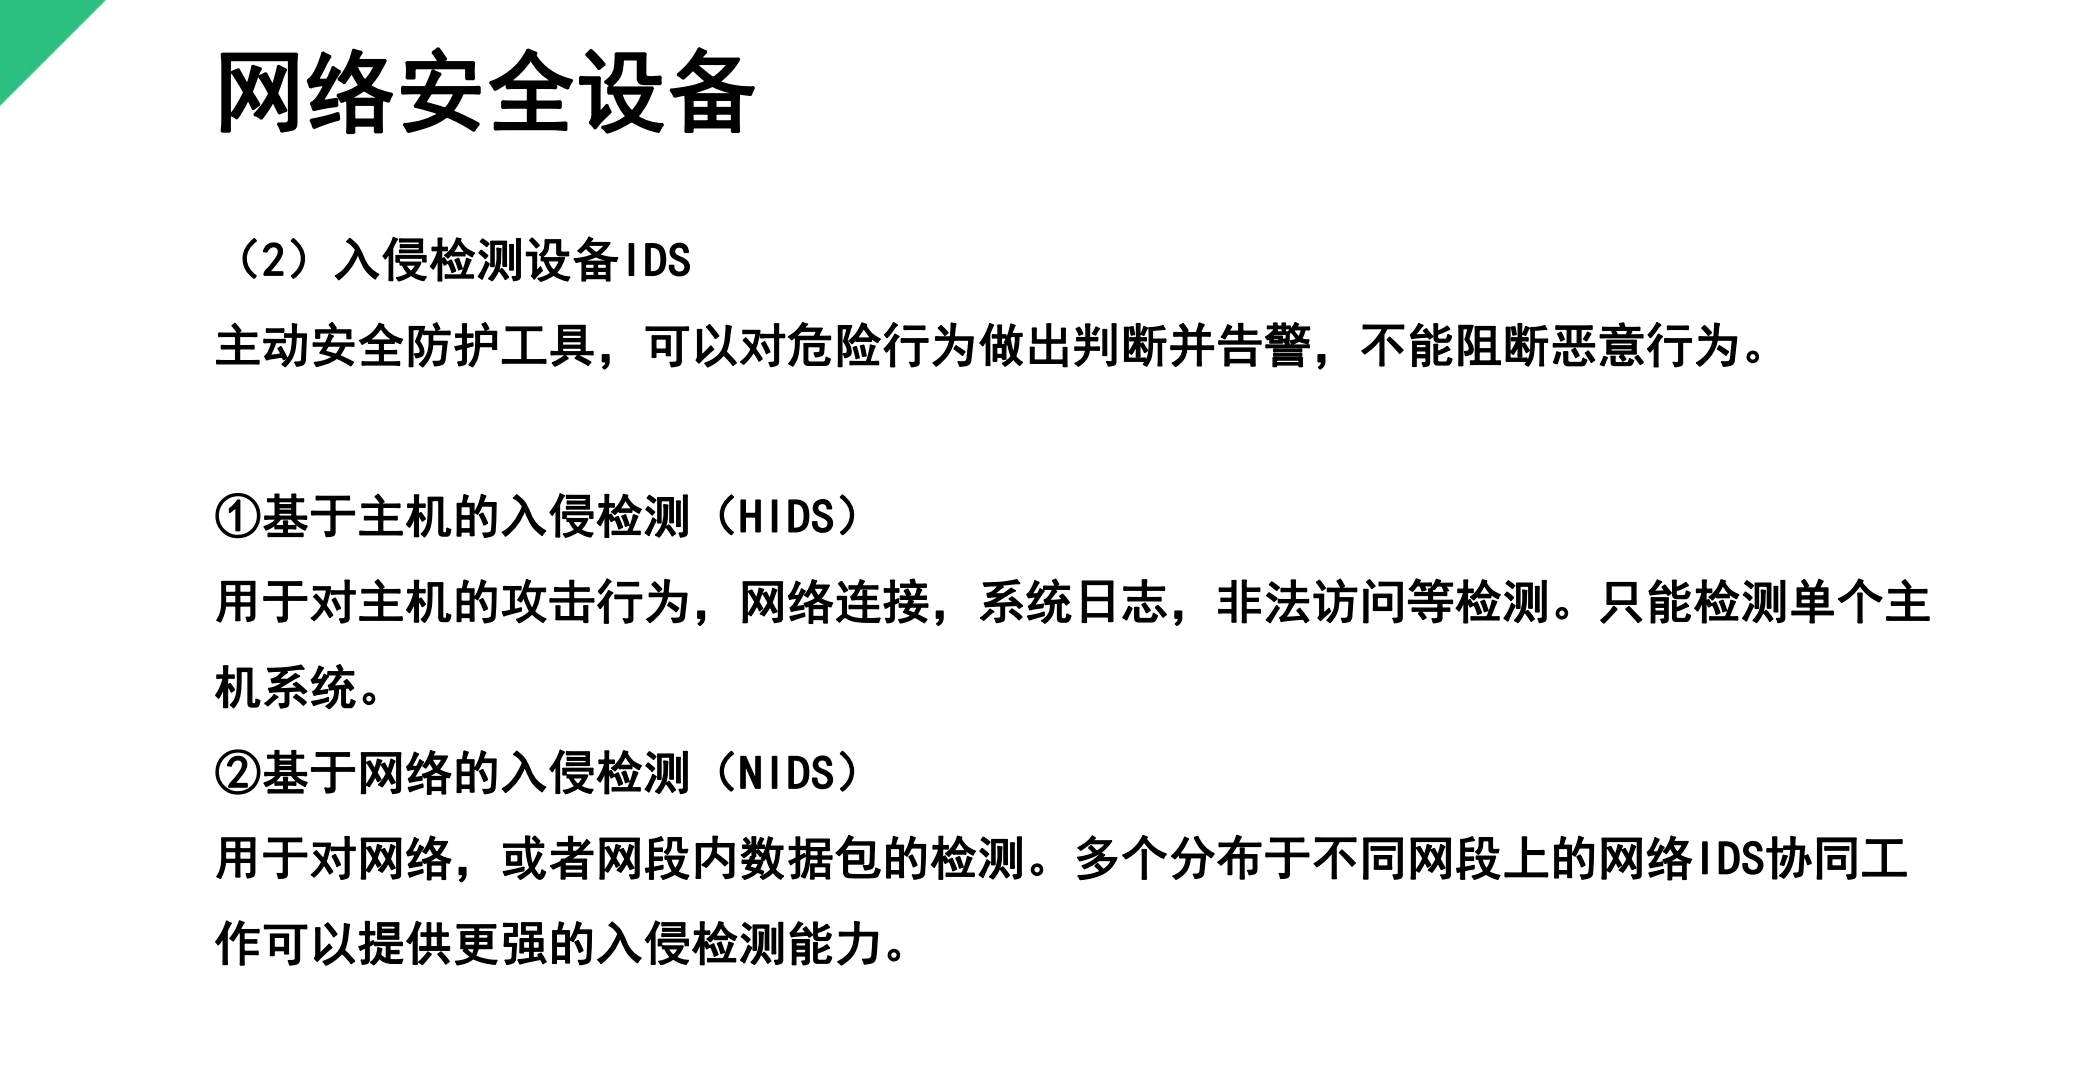 网络安全设备
（2）入侵检测设备IDS
主动安全防护工具，可以对危险行为做出判断并告警，不能阻断恶意行为。
①基于主机的入侵检测（HIDS）
用于对主机的攻击行为，网络连接，系统日志，非法访问等检测。只能检测单个主
机系统。
②基于网络的入侵检测（NIDS）
用于对网络，或者网段内数据包的检测。多个分布于不同网段上的网络IDS协同工
作可以提供更强的入侵检测能力。